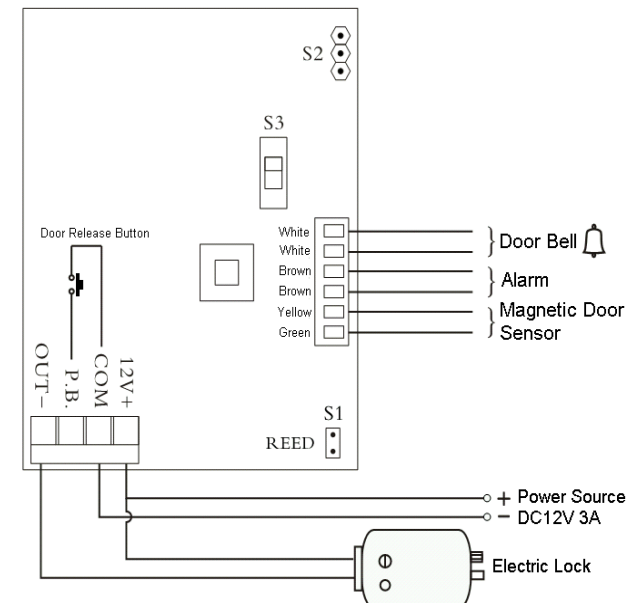 S2
S3
Door Release Button
White
White
Brown
Brown
Yellow
Green
Door Bell
Alarm
Magnetic Door
Sensor
OUT-
P.B.
COM
12V+
S1
REED
+ Power Source
- DC12V 3A
Electric Lock